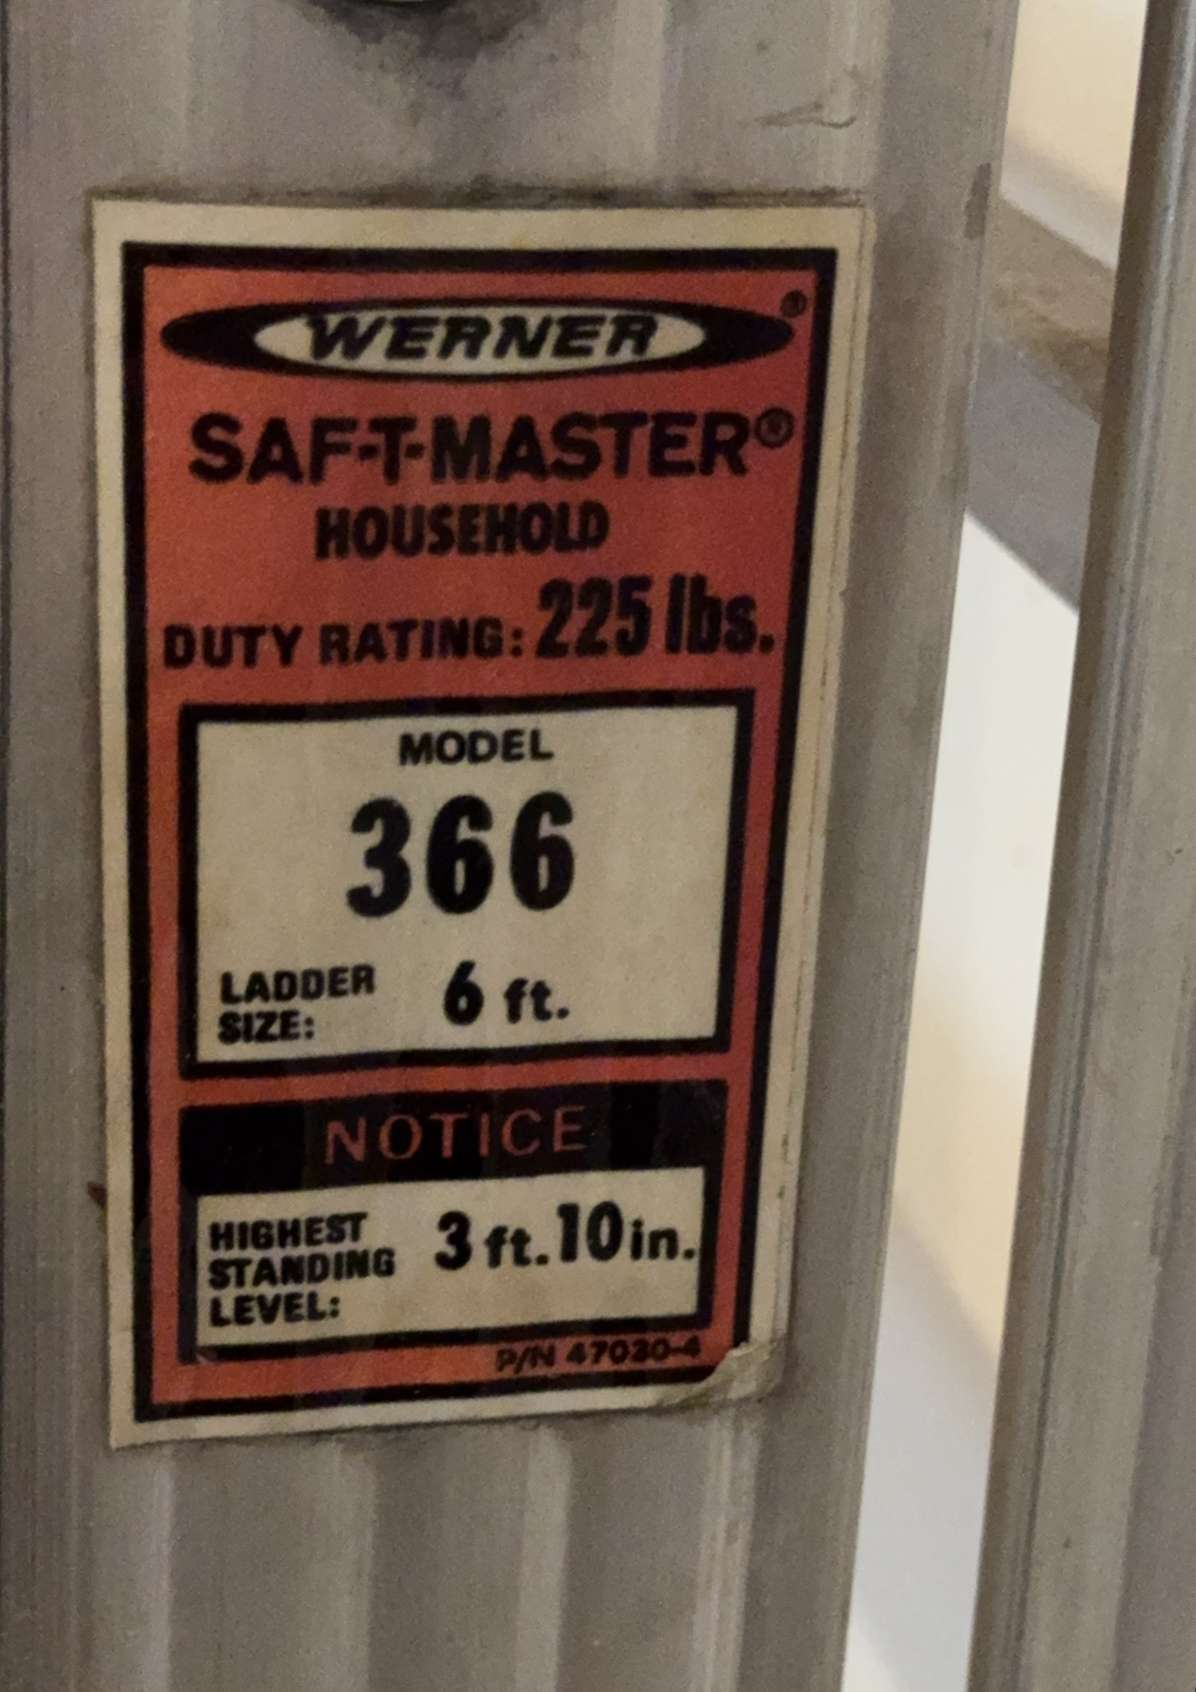 WERNER®
SAF-T-MASTER®
HOUSEHOLD
DUTY RATING: 225 lbs.
MODEL
366
LADDER SIZE: 6 ft.
NOTICE
HIGHEST STANDING LEVEL: 3 ft. 10 in.
P/N 47030-4